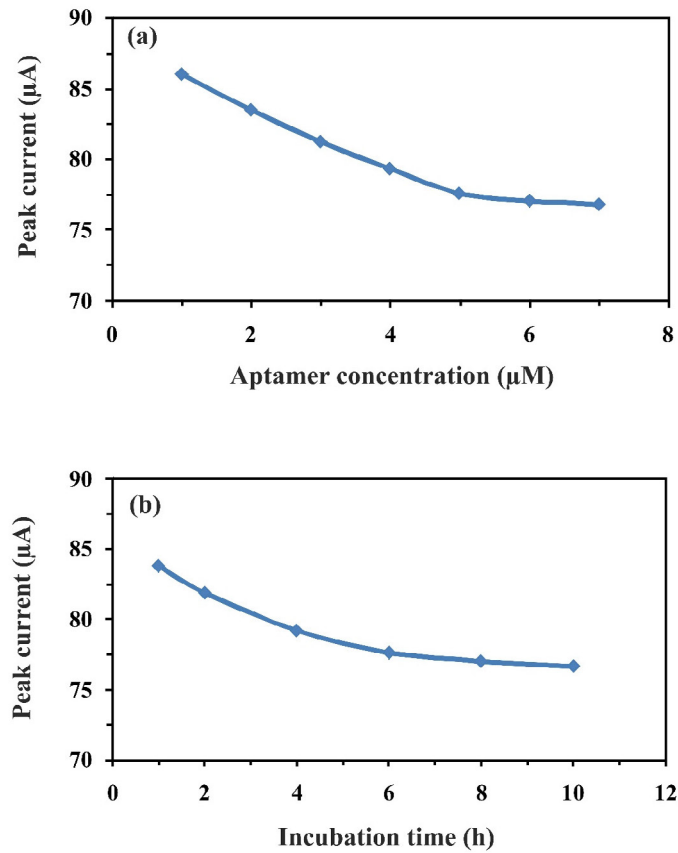 (a)
Peak current (µA)
90
85
80
75
70
0 2 4 6 8
Aptamer concentration (µM)
(b)
Peak current (µA)
90
85
80
75
70
0 2 4 6 8 10 12
Incubation time (h)